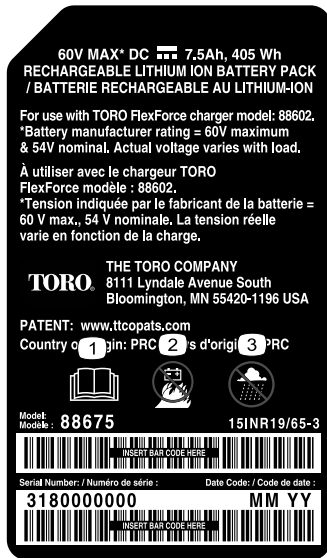 60V MAX* DC 7.5Ah, 405 Wh
RECHARGEABLE LITHIUM ION BATTERY PACK
/ BATTERIE RECHARGEABLE AU LITHIUM-ION
For use with TORO FlexForce charger model: 88602.
*Battery manufacturer rating = 60V maximum
& 54V nominal. Actual voltage varies with load.
À utiliser avec le chargeur TORO
FlexForce modèle : 88602.
*Tension indiquée par le fabricant de la batterie =
60 V max., 54 V nominale. La tension réelle
varie en fonction de la charge.
TORO.
THE TORO COMPANY
8111 Lyndale Avenue South
Bloomington, MN 55420-1196 USA
PATENT: www.ttcopats.com
Country PRC d'origi PRC
1 2 3
Model:
Modèle : 88675 15INR19/65-3
INSERT BAR CODE HERE
Serial Number: / Numéro de série : Date Code: / Code de date :
3180000000 MM YY
INSERT BAR CODE HERE